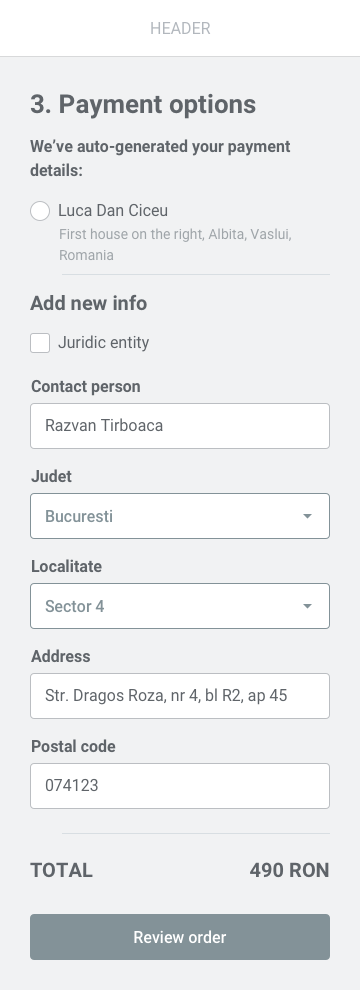 HEADER
3. Payment options
We’ve auto-generated your payment
details:
Luca Dan Ciceu
First house on the right, Albita, Vaslui,
Romania
Add new info
Juridic entity
Contact person
Razvan Tirboaca
Judet
Bucuresti
Localitate
Sector 4
Address
Str. Dragos Roza, nr 4, bl R2, ap 45
Postal code
074123
TOTAL 490 RON
Review order